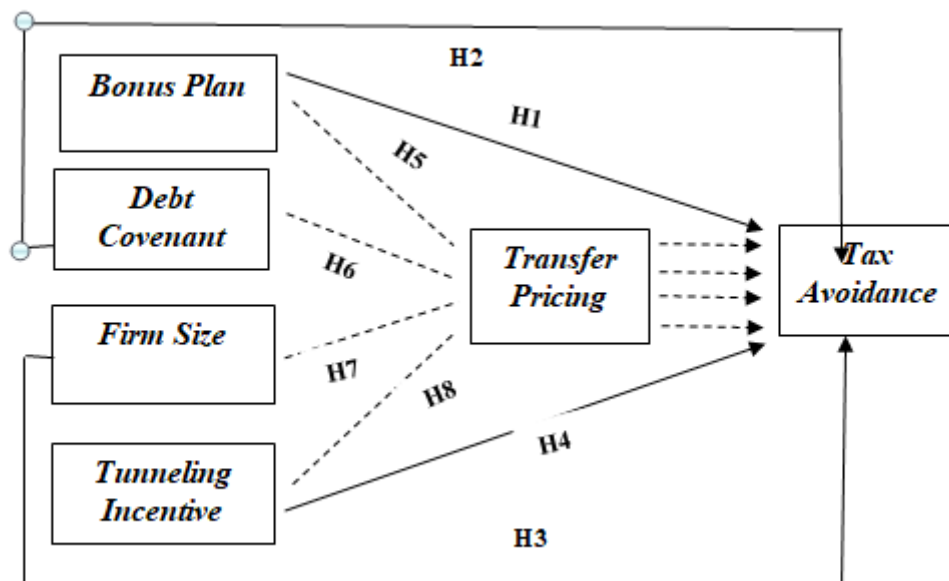 H2
Bonus Plan
H1
H5
Debt
Covenant
H6
Transfer
Pricing
Tax
Avoidance
Firm Size
H7
H8
Tunneling
Incentive
H4
H3